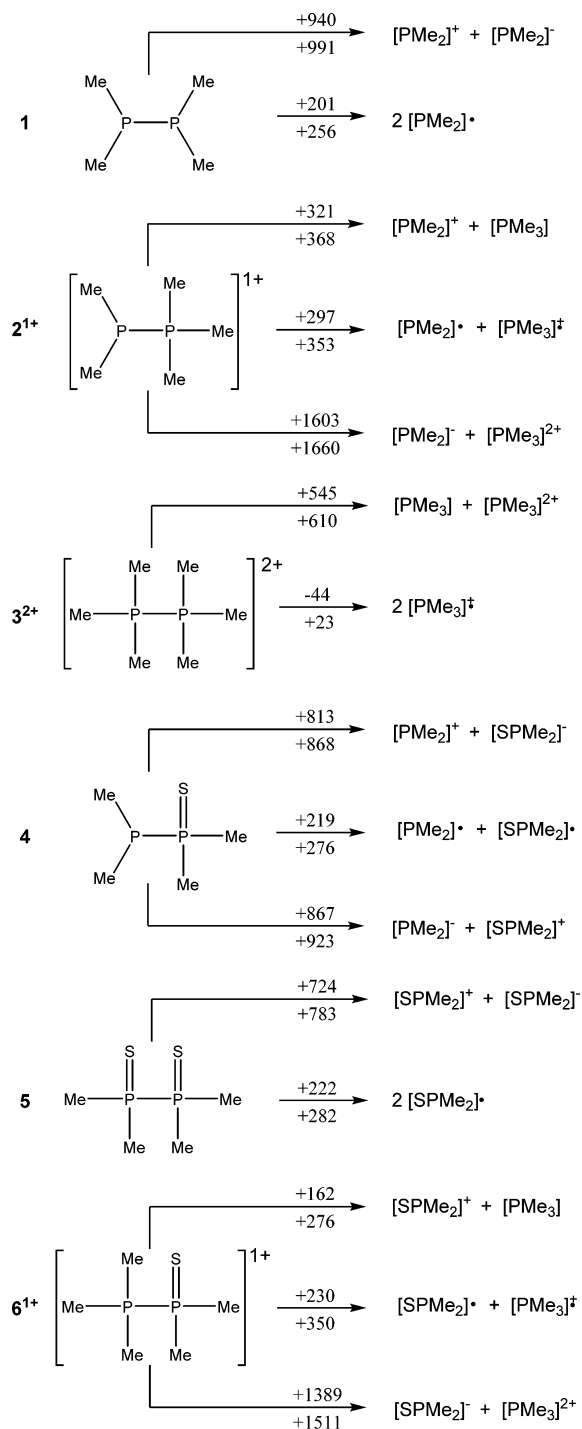 +940
[PMe₂]⁺ + [PMe₂]⁻
+991
Me Me
1 P P +201 2 [PMe₂]•
+256
Me Me
+321
[PMe₂]⁺ + [PMe₃]
+368
Me Me 1+
2¹⁺ P P Me +297 [PMe₂]• + [PMe₃]•⁺
+353
Me Me
+1603
[PMe₂]⁻ + [PMe₃]²⁺
+1660
+545
[PMe₃] + [PMe₃]²⁺
+610
Me Me 2+
3²⁺ Me P P Me -44 2 [PMe₃]•⁺
+23
Me Me
+813
[PMe₂]⁺ + [SPMe₂]⁻
+868
Me S
4 P P Me +219 [PMe₂]• + [SPMe₂]•
+276
Me Me
+867
[PMe₂]⁻ + [SPMe₂]⁺
+923
+724
[SPMe₂]⁺ + [SPMe₂]⁻
+783
S S
5 Me P P Me +222 2 [SPMe₂]•
+282
Me Me
+162
[SPMe₂]⁺ + [PMe₃]
+276
Me S 1+
6¹⁺ Me P P Me +230 [SPMe₂]• + [PMe₃]•⁺
+350
Me Me
+1389
[SPMe₂]⁻ + [PMe₃]²⁺
+1511